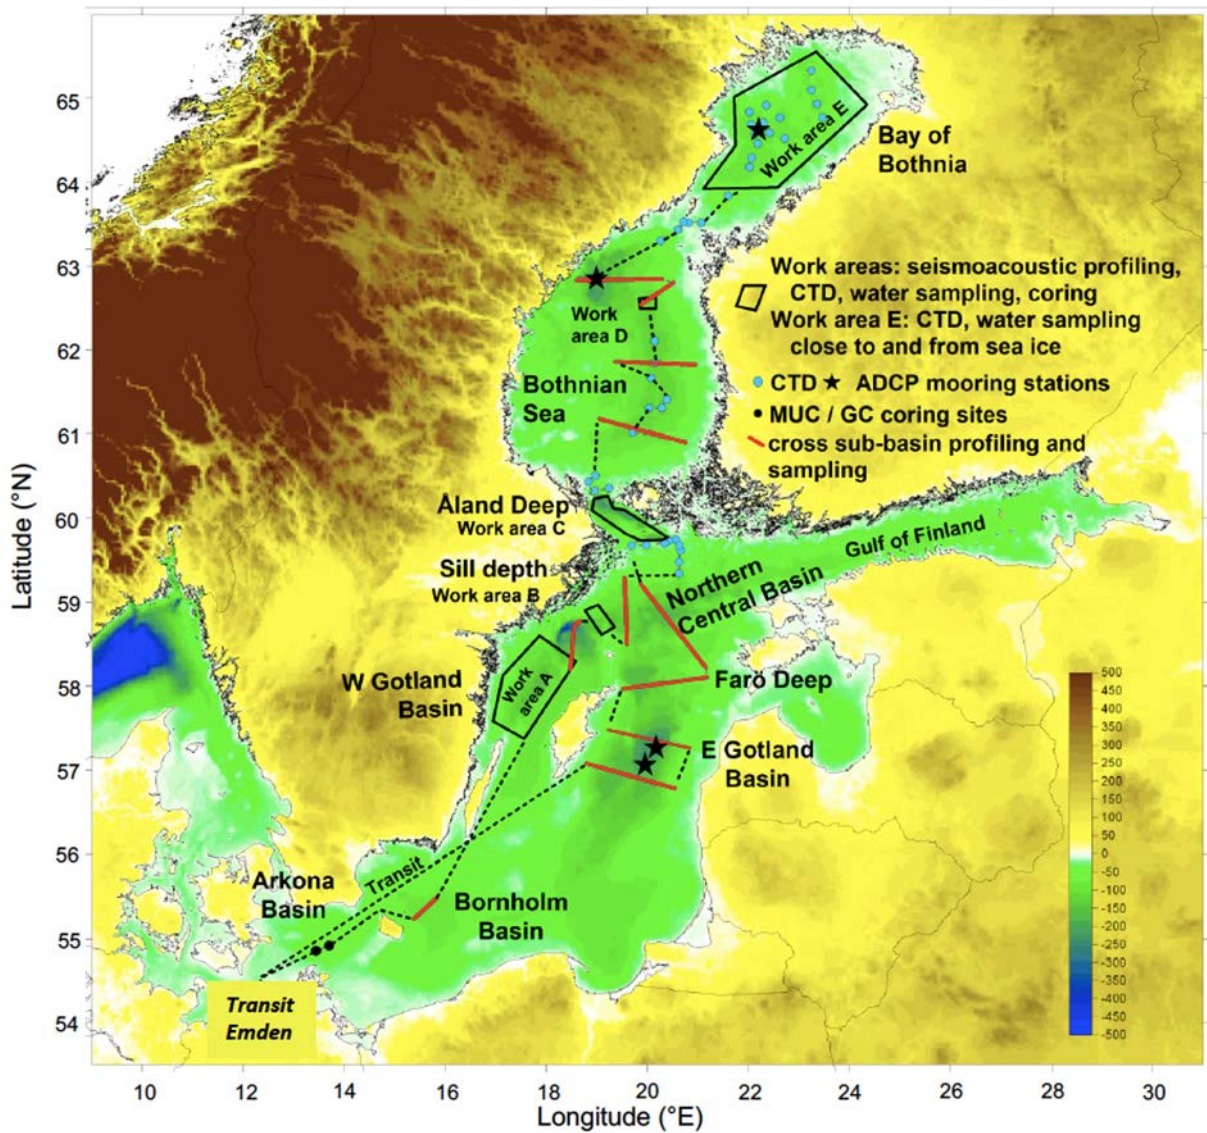 65
64
63
62
61
60
59
58
57
56
55
54
Latitude (°N)
10
12
14
16
18
20
22
24
26
28
30
Longitude (°E)
Work area E
Bay of
Bothnia
Work areas: seismoacoustic profiling,
CTD, water sampling, coring
Work area E: CTD, water sampling
close to and from sea ice
CTD ★ ADCP mooring stations
MUC / GC coring sites
cross sub-basin profiling and
sampling
Work
area D
Bothnian
Sea
Åland Deep
Work area C
Gulf of Finland
Sill depth
Work area B
Northern
Central Basin
W Gotland
Basin
Work
area A
Farö Deep
E Gotland
Basin
Transit
Arkona
Basin
Bornholm
Basin
Transit
Emden
500
450
400
350
300
250
200
150
100
50
0
-50
-100
-150
-200
-250
-300
-350
-400
-450
-500